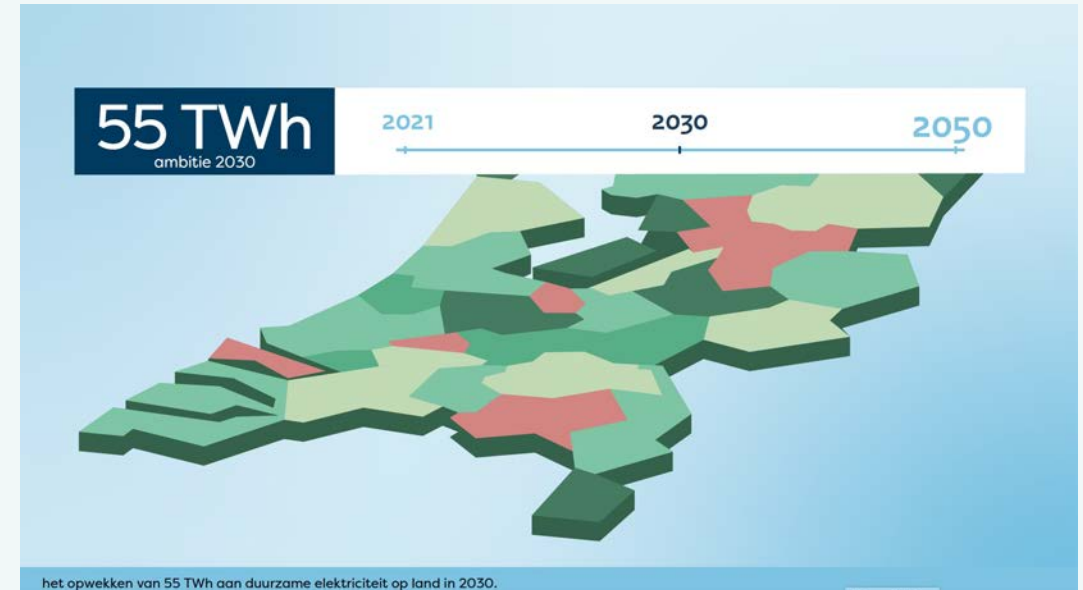 55 TWh
ambitie 2030
2021
2030
2050
het opwekken van 55 TWh aan duurzame elektriciteit op land in 2030.